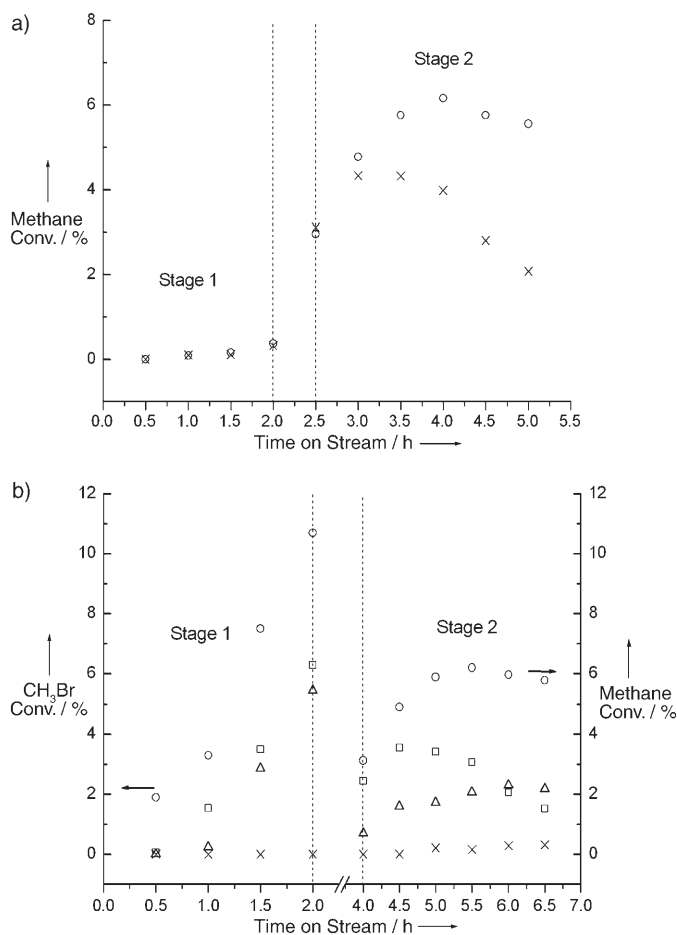 a)
8
6
4
2
0
Methane
Conv. / %
Stage 1
Stage 2
0.0 0.5 1.0 1.5 2.0 2.5 3.0 3.5 4.0 4.5 5.0 5.5
Time on Stream / h
b)
12
10
8
6
4
2
0
CH₃Br
Conv. / %
Stage 1
Stage 2
12
10
8
6
4
2
0
Methane
Conv. / %
0.0 0.5 1.0 1.5 2.0 4.0 4.5 5.0 5.5 6.0 6.5 7.0
Time on Stream / h